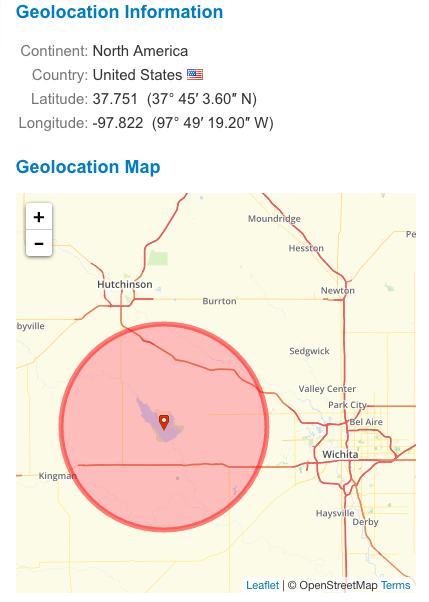 Geolocation Information
Continent: North America
Country: United States
Latitude: 37.751 (37° 45′ 3.60″ N)
Longitude: -97.822 (97° 49′ 19.20″ W)
Geolocation Map
+
−
Moundridge
Pe
Hesston
Hutchinson
Newton
Burrton
byville
Sedgwick
Valley Center
Park City
Bel Aire
Wichita
Kingman
Haysville
Derby
Leaflet | © OpenStreetMap Terms